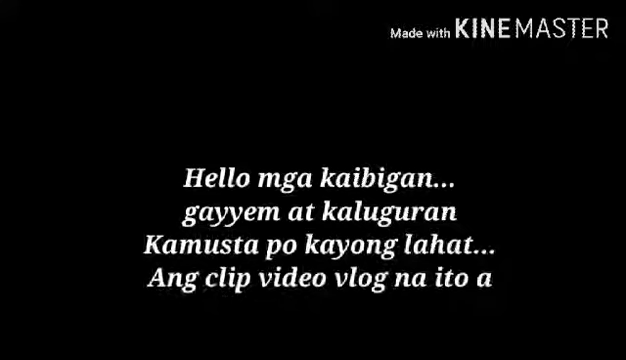 Made with KINEMASTER
Hello mga kaibigan...
gayyem at kaluguran
Kamusta po kayong lahat...
Ang clip video vlog na ito a